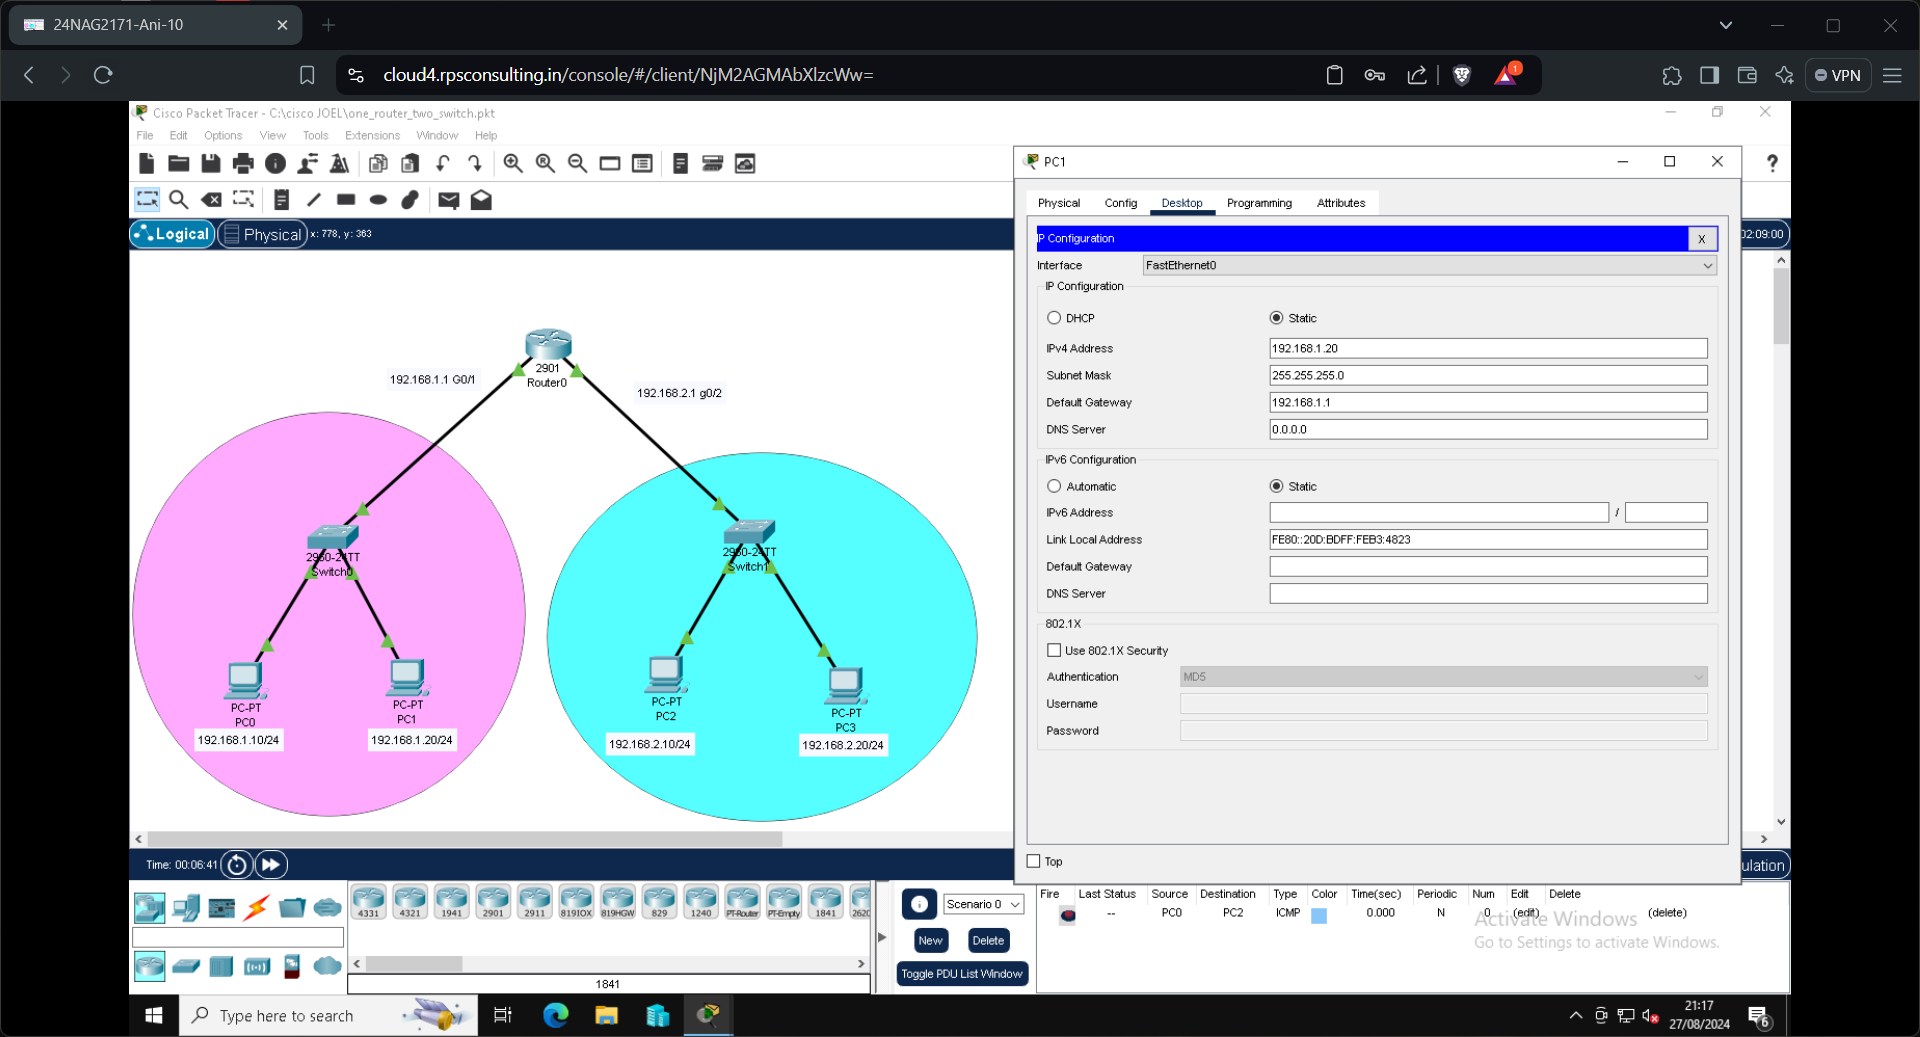 24NAG2171-Ani-10
cloud4.rpsconsulting.in/console/#/client/NjM2AGMAbXlzcWw=
1
VPN
Cisco Packet Tracer - C:\cisco JOEL\one_router_two_switch.pkt
File Edit Options View Tools Extensions Window Help
Logical Physical x: 778, y: 363
02:09:00
192.168.1.1 G0/1
2901
Router0
192.168.2.1 g0/2
2960-24TT
Switch0
2960-24TT
Switch1
PC-PT
PC0
192.168.1.10/24
PC-PT
PC1
192.168.1.20/24
PC-PT
PC2
192.168.2.10/24
PC-PT
PC3
192.168.2.20/24
PC1
?
Physical Config Desktop Programming Attributes
IP Configuration X
Interface FastEthernet0
IP Configuration
DHCP Static
IPv4 Address 192.168.1.20
Subnet Mask 255.255.255.0
Default Gateway 192.168.1.1
DNS Server 0.0.0.0
IPv6 Configuration
Automatic Static
IPv6 Address /
Link Local Address FE80::20D:BDFF:FEB3:4823
Default Gateway
DNS Server
802.1X
Use 802.1X Security
Authentication MD5
Username
Password
Top
Time: 00:06:41
ulation
4331 4321 1941 2901 2911 819IOX 819HGW 829 1240 PT-Router PT-Empty 1841 262
1841
Scenario 0
New Delete
Toggle PDU List Window
Fire Last Status Source Destination Type Color Time(sec) Periodic Num Edit Delete
-- PC0 PC2 ICMP 0.000 N 0 (edit) (delete)
Activate Windows
Go to Settings to activate Windows.
Type here to search
21:17
27/08/2024
6